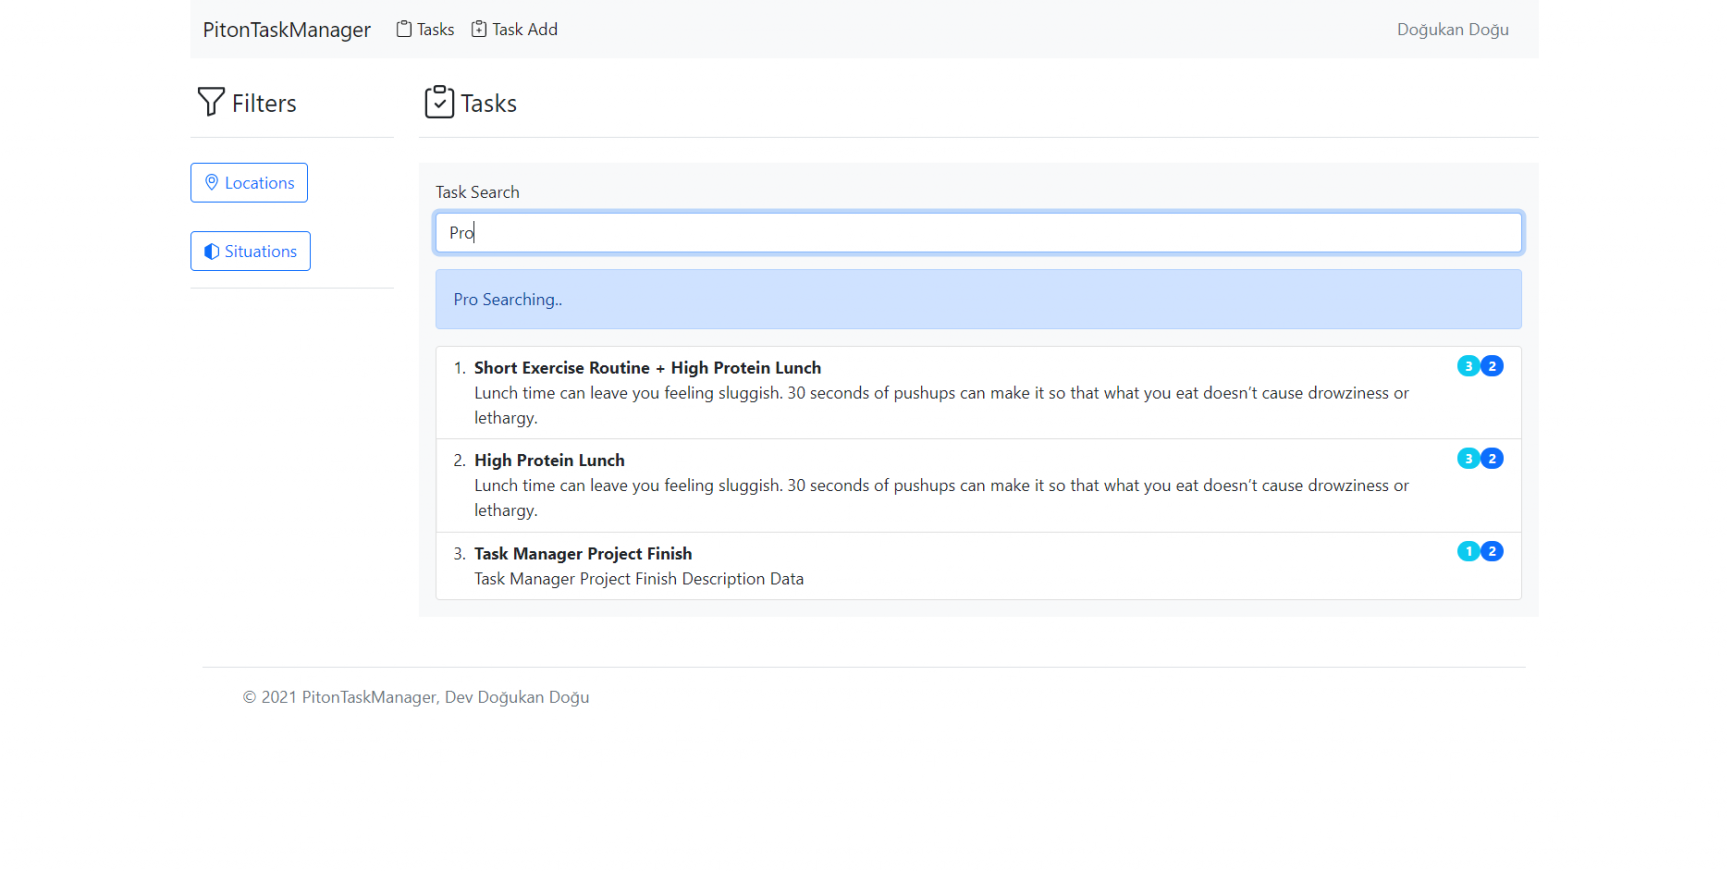 PitonTaskManager Tasks Task Add Doğukan Doğu
Filters
Locations
Situations
Tasks
Task Search
Pro
Pro Searching..
1. Short Exercise Routine + High Protein Lunch 3 2
Lunch time can leave you feeling sluggish. 30 seconds of pushups can make it so that what you eat doesn’t cause drowziness or
lethargy.
2. High Protein Lunch 3 2
Lunch time can leave you feeling sluggish. 30 seconds of pushups can make it so that what you eat doesn’t cause drowziness or
lethargy.
3. Task Manager Project Finish 1 2
Task Manager Project Finish Description Data
© 2021 PitonTaskManager, Dev Doğukan Doğu